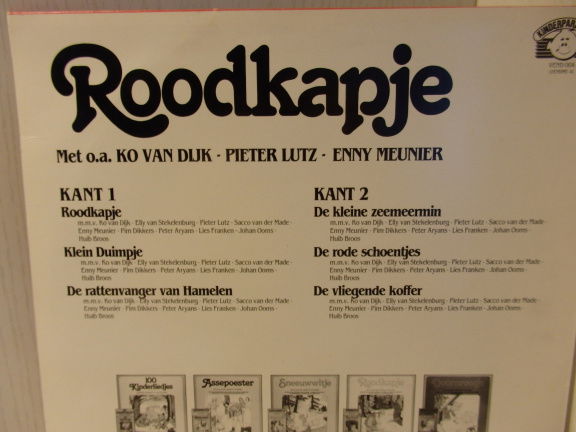 Roodkapje
Met o.a. KO VAN DIJK - PIETER LUTZ - ENNY MEUNIER
KANT 1
Roodkapje
m.m.v. Ko van Dijk - Elly van Stekelenburg - Pieter Lutz - Sacco van der Made -
Enny Meunier - Pim Dikkers - Peter Aryans - Lies Franken - Johan Ooms -
Huib Broos
Klein Duimpje
m.m.v. Ko van Dijk - Elly van Stekelenburg - Pieter Lutz - Sacco van der Made -
Enny Meunier - Pim Dikkers - Peter Aryans - Lies Franken - Johan Ooms -
Huib Broos
De rattenvanger van Hamelen
m.m.v. Ko van Dijk - Elly van Stekelenburg - Pieter Lutz - Sacco van der Made -
Enny Meunier - Pim Dikkers - Peter Aryans - Lies Franken - Johan Ooms -
Huib Broos
KANT 2
De kleine zeemeermin
m.m.v. Ko van Dijk - Elly van Stekelenburg - Pieter Lutz - Sacco van der Made -
Enny Meunier - Pim Dikkers - Peter Aryans - Lies Franken - Johan Ooms -
Huib Broos
De rode schoentjes
m.m.v. Ko van Dijk - Elly van Stekelenburg - Pieter Lutz - Sacco van der Made -
Enny Meunier - Pim Dikkers - Peter Aryans - Lies Franken - Johan Ooms -
Huib Broos
De vliegende koffer
m.m.v. Ko van Dijk - Elly van Stekelenburg - Pieter Lutz - Sacco van der Made -
Enny Meunier - Pim Dikkers - Peter Aryans - Lies Franken - Johan Ooms -
Huib Broos
100
Kinderliedjes
Assepoester
Sneeuwwitje
Roodkapje